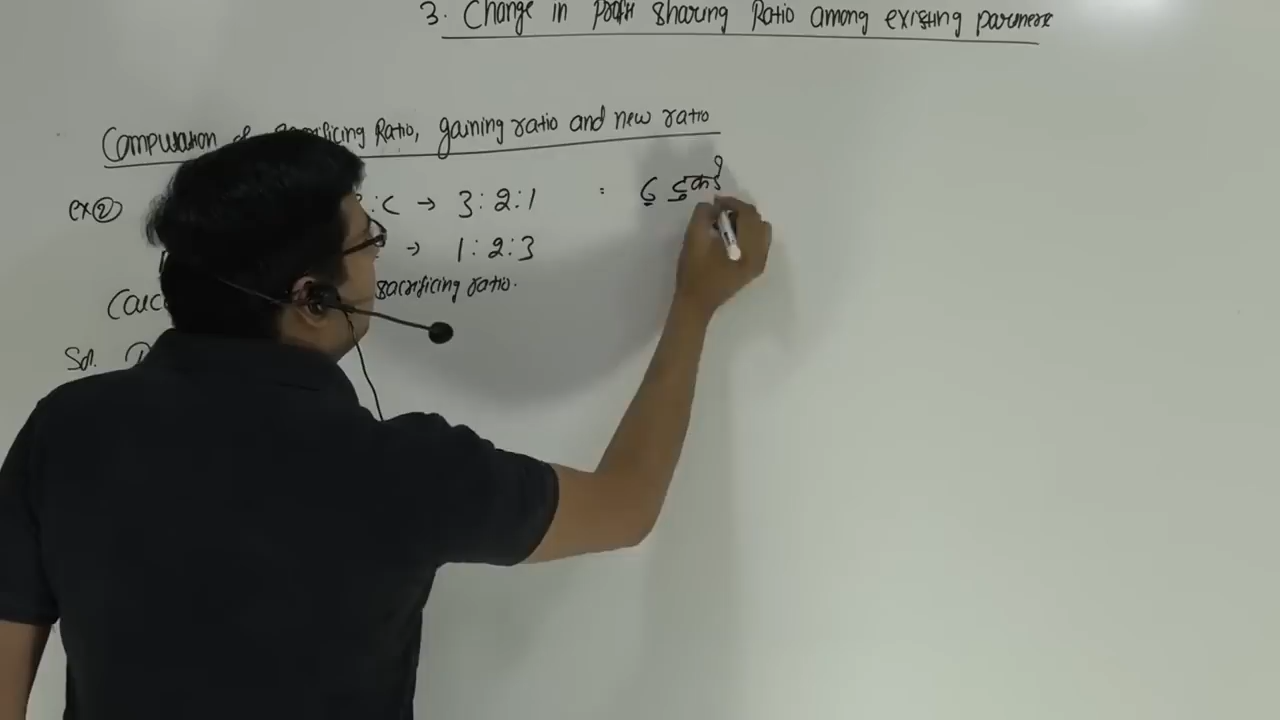 3. Change in Profit sharing Ratio among existing partners
Computation of Sacrificing Ratio, gaining ratio and new ratio
ex② :C → 3:2:1 :
→ 1:2:3
sacrificing ratio.
Sol.